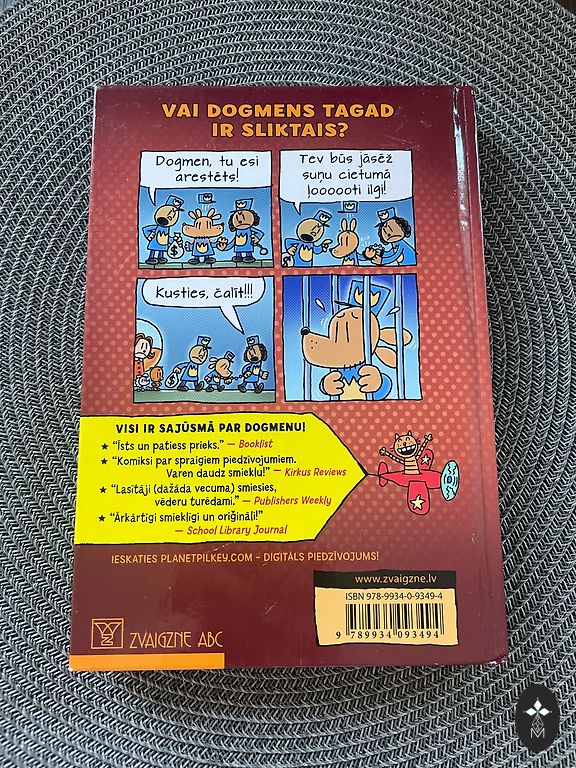 VAI DOGMENS TAGAD
IR SLIKTAIS?
Dogmen, tu esi
arestēts!
Tev būs jāsēž
suņu cietumā
ļoooooti ilgi!
Kusties, čalīt!!!
VISI IR SAJŪSMĀ PAR DOGMENU!
★ “Īsts un patiess prieks.” – Booklist
★ “Komiksi par spraigiem piedzīvojumiem.
Varen daudz smieklu!” – Kirkus Reviews
★ “Lasītāji (dažāda vecuma) smiesies,
vēderu turēdami.” – Publishers Weekly
★ “Ārkārtīgi smieklīgi un oriģināli!”
– School Library Journal
IESKATIES PLANETPILKEY.COM – DIGITĀLS PIEDZĪVOJUMS!
www.zvaigzne.lv
ISBN 978-9934-0-9349-4
9 789934 093494
ZVAIGZNE ABC
M